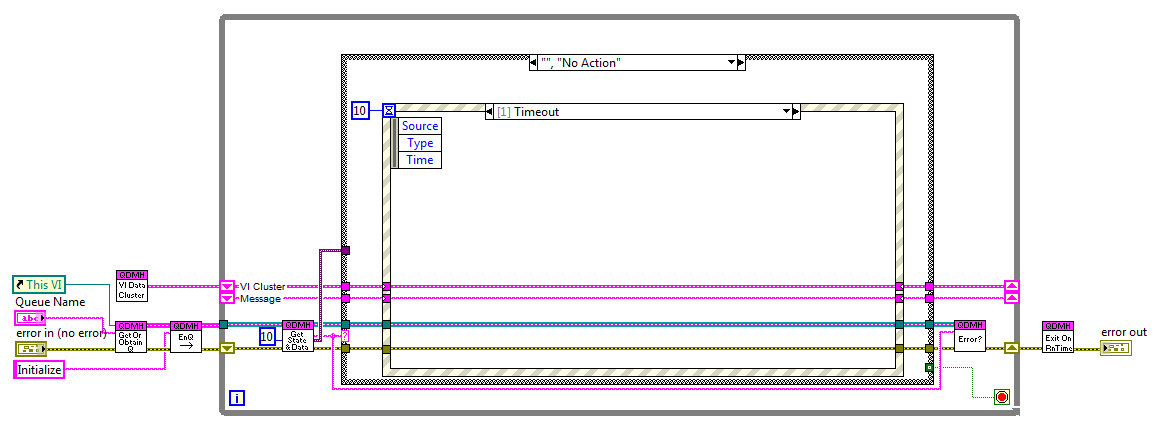 "", "No Action"
10
[1] Timeout
Source
Type
Time
QDMH
VI Data
Cluster
This VI
Queue Name
abc
error in (no error)
Initialize
QDMH
Get Or
Obtain
Q
QDMH
EnQ
VI Cluster
Message
10
QDMH
Get
State
& Data
?
i
QDMH
Error?
QDMH
Exit On
RnTime
error out